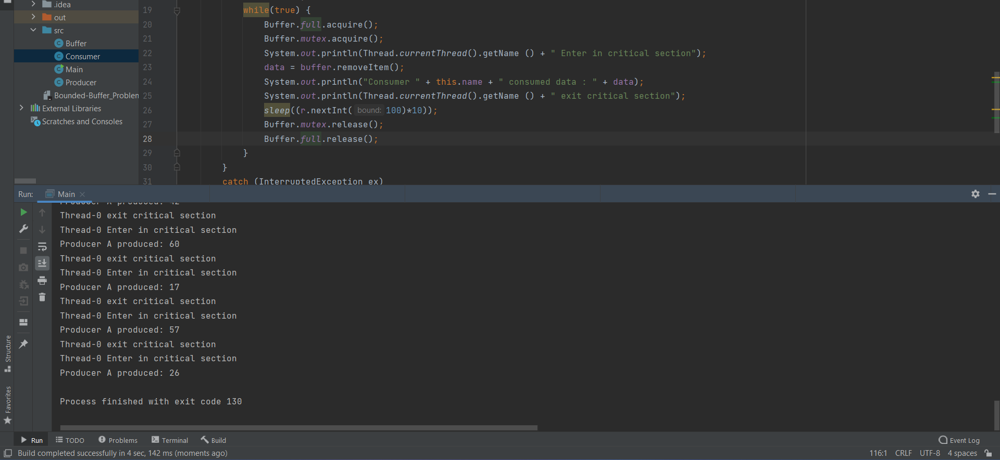 .idea
out
src
Buffer
Consumer
Main
Producer
Bounded-Buffer_Problen
External Libraries
Scratches and Consoles
19 while(true) {
20 Buffer.full.acquire();
21 Buffer.mutex.acquire();
22 System.out.println(Thread.currentThread().getName () + " Enter in critical section");
23 data = buffer.removeItem();
24 System.out.println("Consumer " + this.name + " consumed data : " + data);
25 System.out.println(Thread.currentThread().getName () + " exit critical section");
26 sleep((r.nextInt( bound: 100)*10));
27 Buffer.mutex.release();
28 Buffer.full.release();
29 }
30 }
31 catch (InterruptedException ex)
Run: Main
Producer A produced: 42
Thread-0 exit critical section
Thread-0 Enter in critical section
Producer A produced: 60
Thread-0 exit critical section
Thread-0 Enter in critical section
Producer A produced: 17
Thread-0 exit critical section
Thread-0 Enter in critical section
Producer A produced: 57
Thread-0 exit critical section
Thread-0 Enter in critical section
Producer A produced: 26
Process finished with exit code 130
Structure
Favorites
Run TODO Problems Terminal Build Event Log
Build completed successfully in 4 sec, 142 ms (moments ago) 116:1 CRLF UTF-8 4 spaces